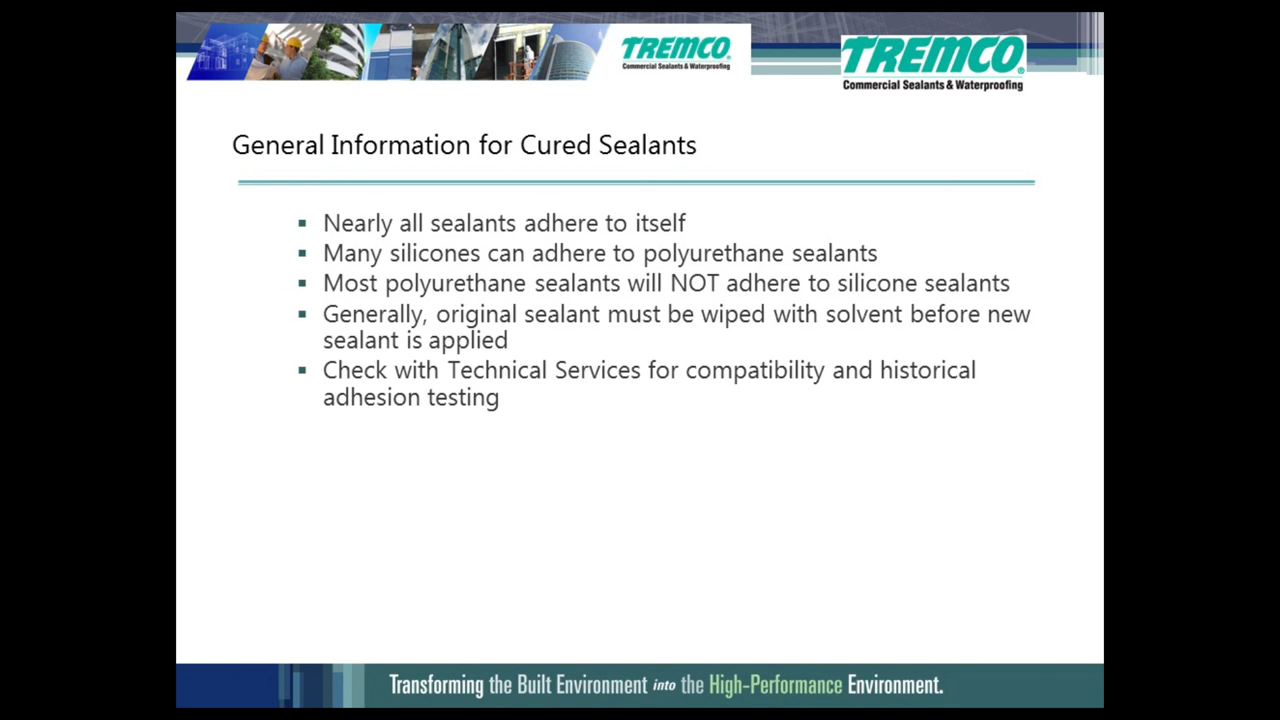 TREMCO
Commercial Sealants & Waterproofing
TREMCO®
Commercial Sealants & Waterproofing
General Information for Cured Sealants
▪ Nearly all sealants adhere to itself
▪ Many silicones can adhere to polyurethane sealants
▪ Most polyurethane sealants will NOT adhere to silicone sealants
▪ Generally, original sealant must be wiped with solvent before new
sealant is applied
▪ Check with Technical Services for compatibility and historical
adhesion testing
Transforming the Built Environment into the High-Performance Environment.